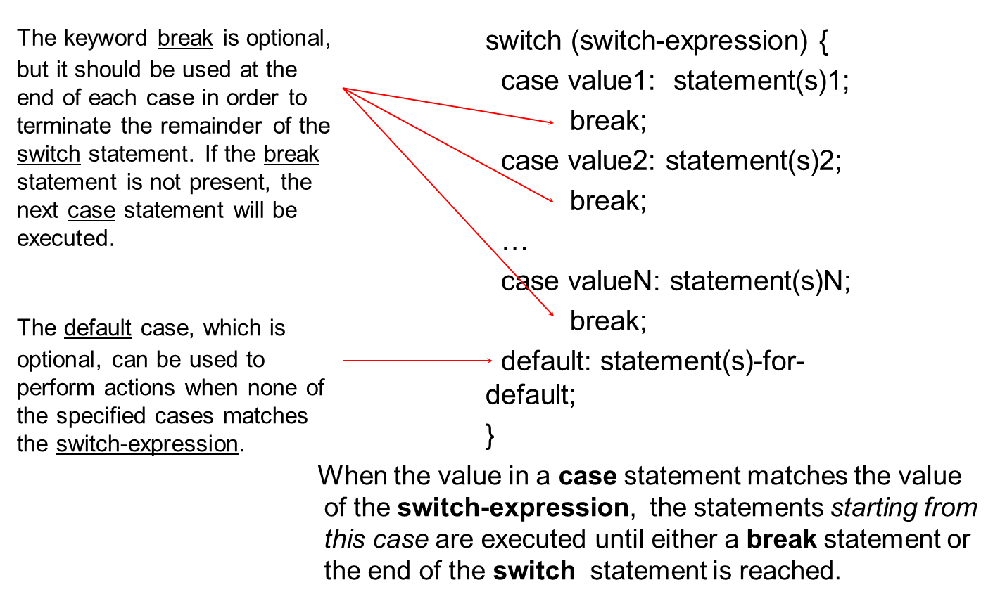 The keyword break is optional,
but it should be used at the
end of each case in order to
terminate the remainder of the
switch statement. If the break
statement is not present, the
next case statement will be
executed.
The default case, which is
optional, can be used to
perform actions when none of
the specified cases matches
the switch-expression.
switch (switch-expression) {
case value1: statement(s)1;
break;
case value2: statement(s)2;
break;
…
case valueN: statement(s)N;
break;
default: statement(s)-for-
default;
}
When the value in a case statement matches the value
of the switch-expression, the statements starting from
this case are executed until either a break statement or
the end of the switch statement is reached.